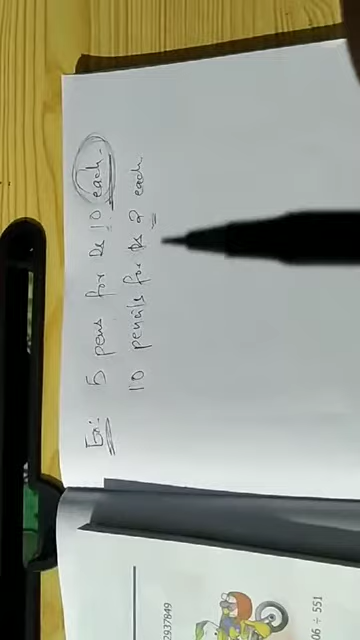 Ex: 5 pens for Rs 10 each.
10 pencils for Rs 2 each
2937849
06 ÷ 551